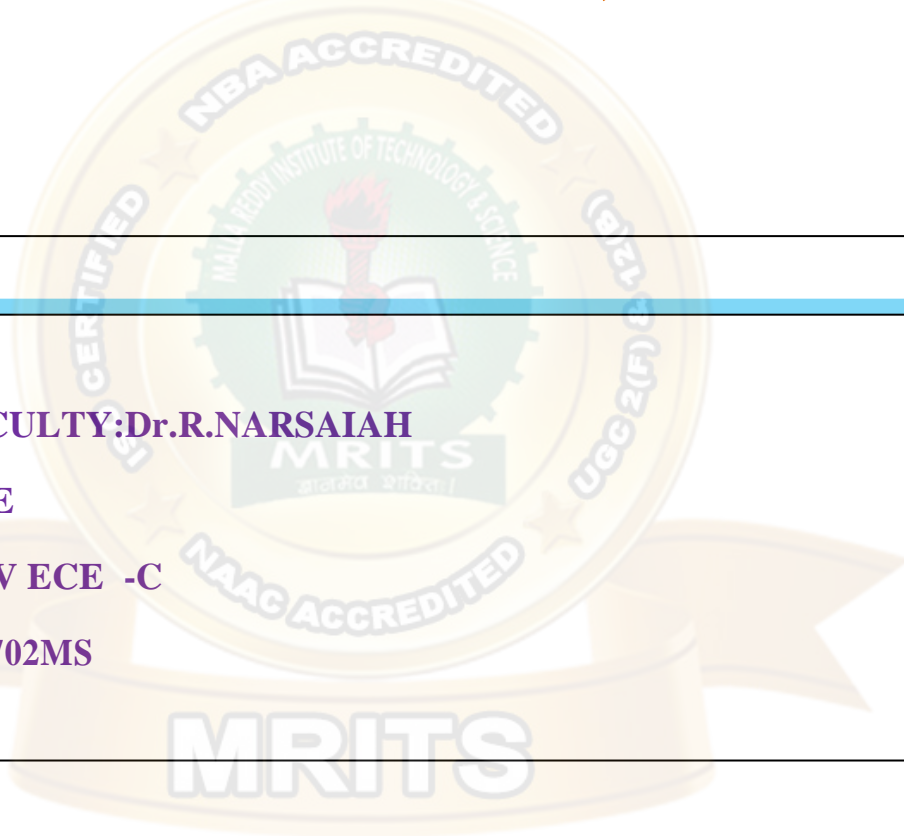 NBA ACCREDITED
MALLA REDDY INSTITUTE OF TECHNOLOGY & SCIENCE
CERTIFIED
UGC 2(F) & 12(B)
CULTY:Dr.R.NARSAIAH
MRITS
E
V ECE -C
NAAC ACCREDITED
702MS
MRITS